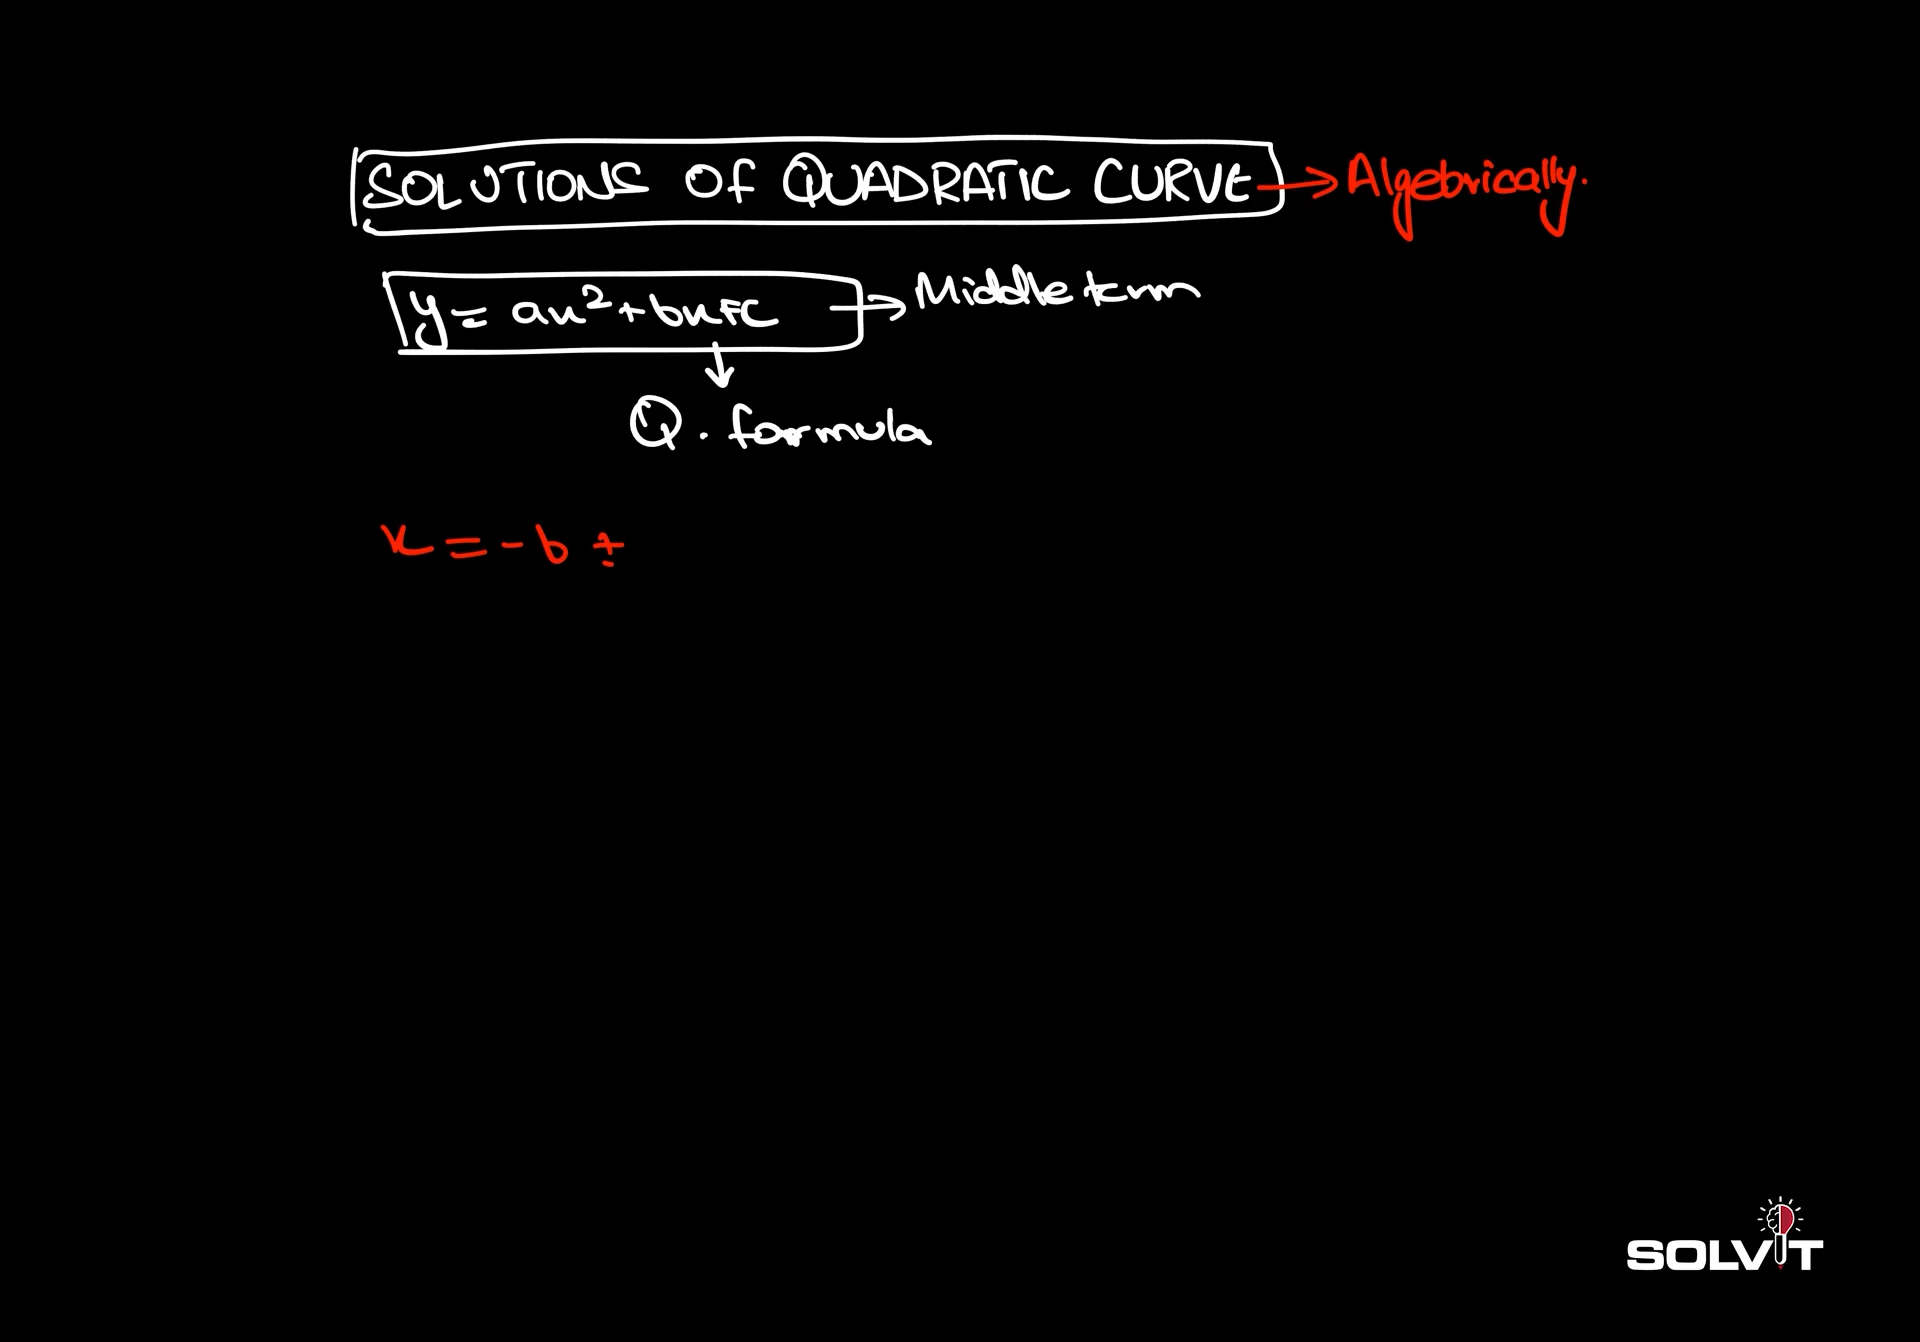 SOLUTIONS Of QUADRATIC CURVE → Algebrically.
y = ax²+bx+c → Middle term
Q. formula
x = -b ±
SOLVIT